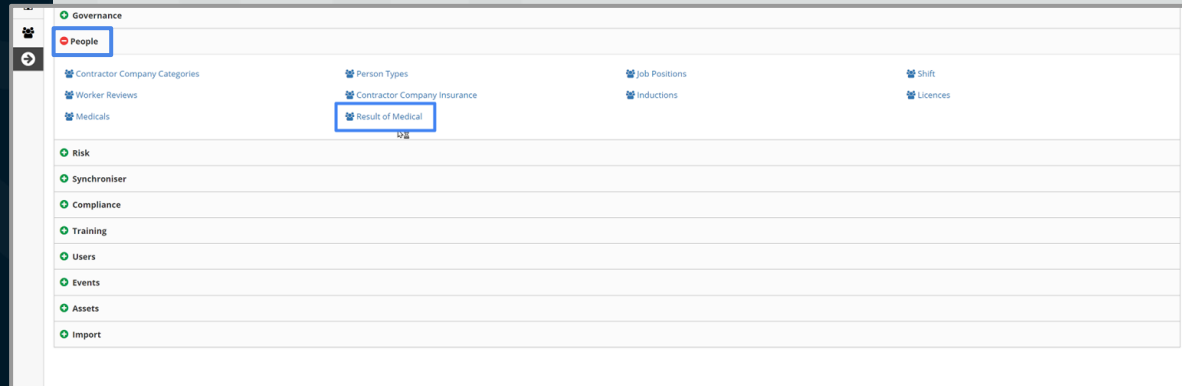 Governance
People
Contractor Company Categories Person Types Job Positions Shift
Worker Reviews Contractor Company Insurance Inductions Licences
Medicals Result of Medical
Risk
Synchroniser
Compliance
Training
Users
Events
Assets
Import